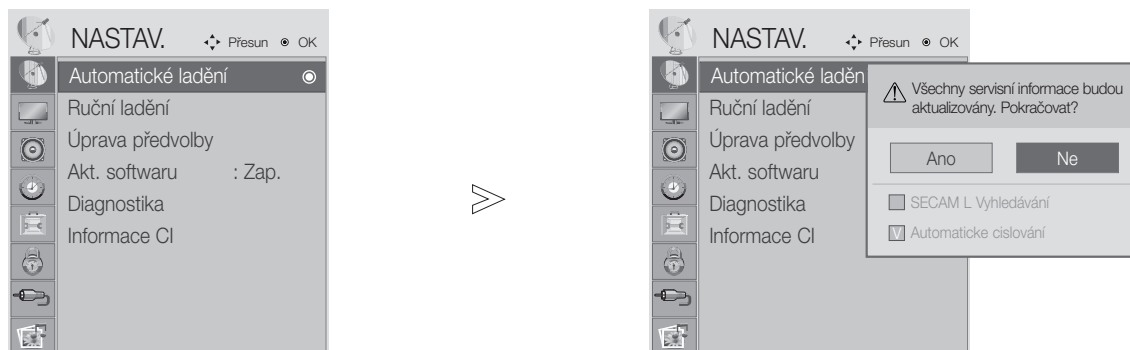 NASTAV. Přesun OK
Automatické ladění
Ruční ladění
Úprava předvolby
Akt. softwaru : Zap.
Diagnostika
Informace CI
NASTAV. Přesun OK
Automatické laděn
Ruční ladění
Úprava předvolby
Akt. softwaru
Diagnostika
Informace CI
Všechny servisní informace budou
aktualizovány. Pokračovat?
Ano Ne
SECAM L Vyhledávání
V Automaticke cislování